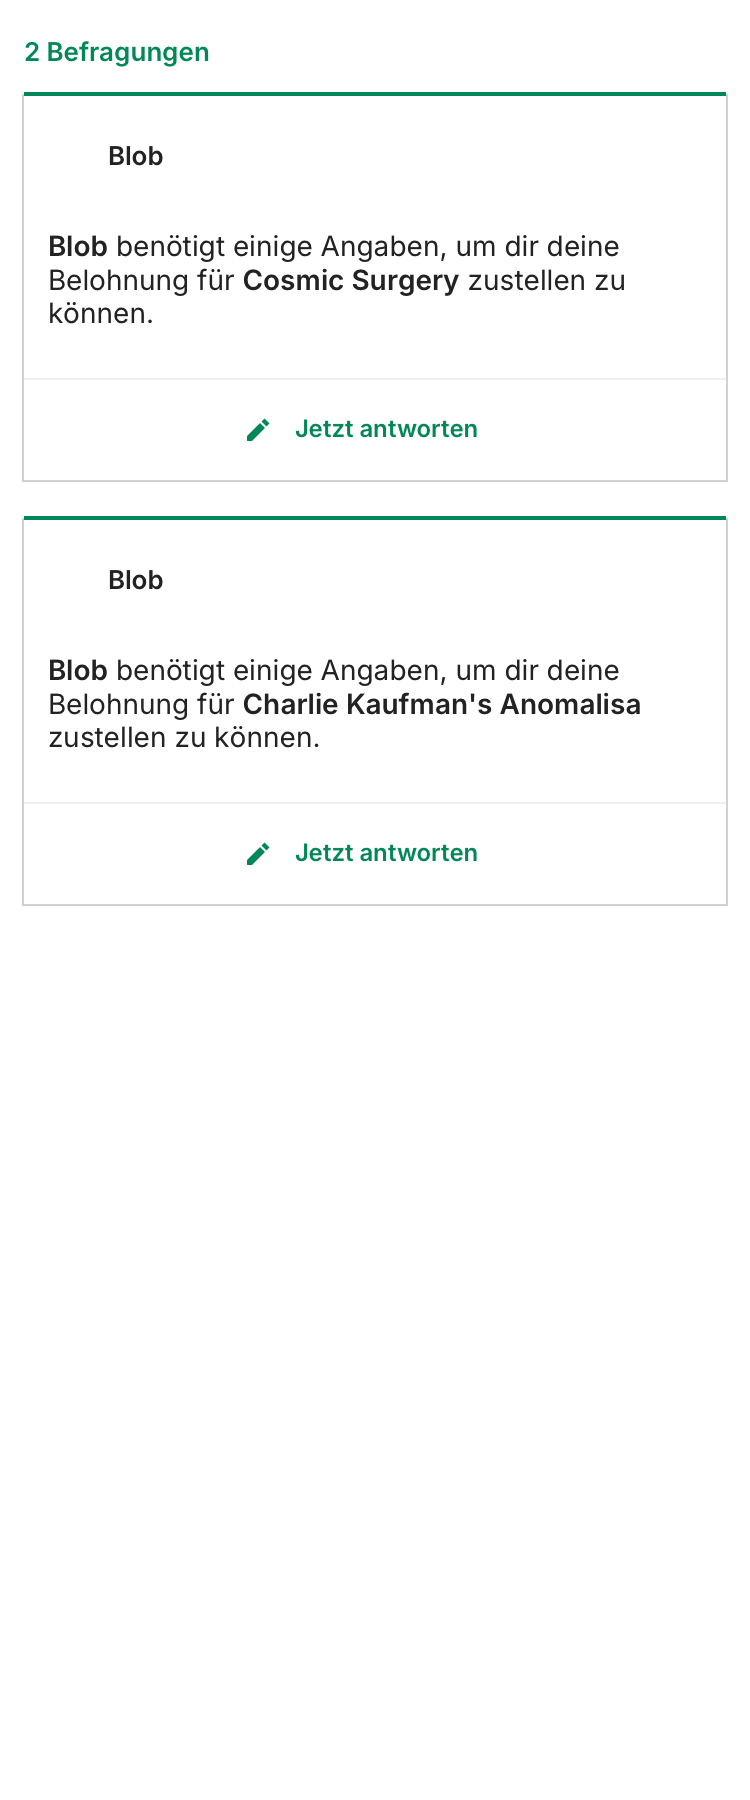 2 Befragungen
Blob
Blob benötigt einige Angaben, um dir deine
Belohnung für Cosmic Surgery zustellen zu
können.
Jetzt antworten
Blob
Blob benötigt einige Angaben, um dir deine
Belohnung für Charlie Kaufman's Anomalisa
zustellen zu können.
Jetzt antworten